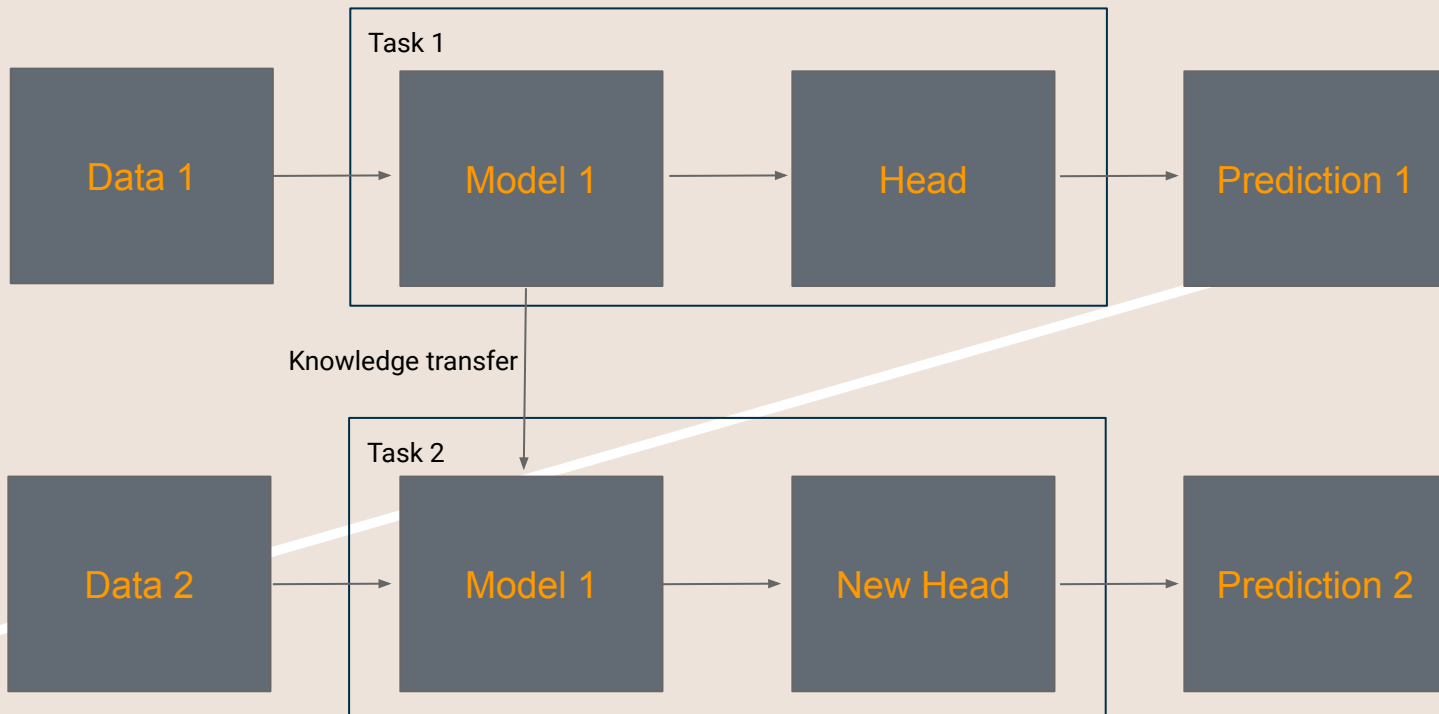 Task 1
Data 1
Model 1
Head
Prediction 1
Knowledge transfer
Task 2
Data 2
Model 1
New Head
Prediction 2